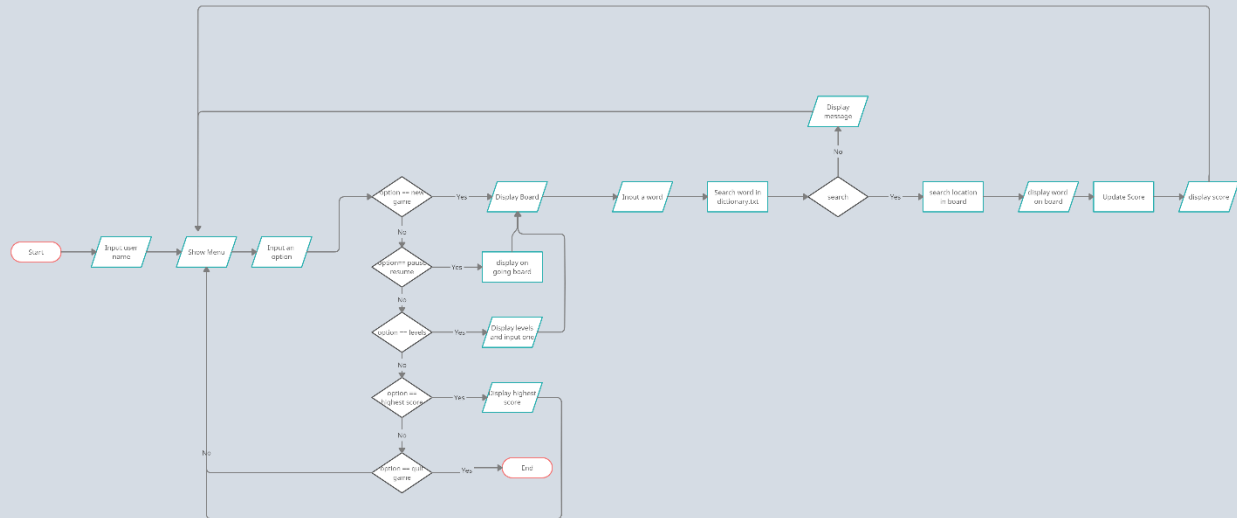 Display
message
No
option == new
game
Yes
Display Board
Inout a word
Search word in
dictionary.txt
search
Yes
search location
in board
display word
on board
Update Score
display score
No
Start
Input user
name
Show Menu
Input an
option
option== paus
resume
Yes
display on
going board
No
option == levels
Yes
Display levels
and input one
No
option ==
highest score
Yes
Display highest
score
No
No
option == quit
game
Yes
End